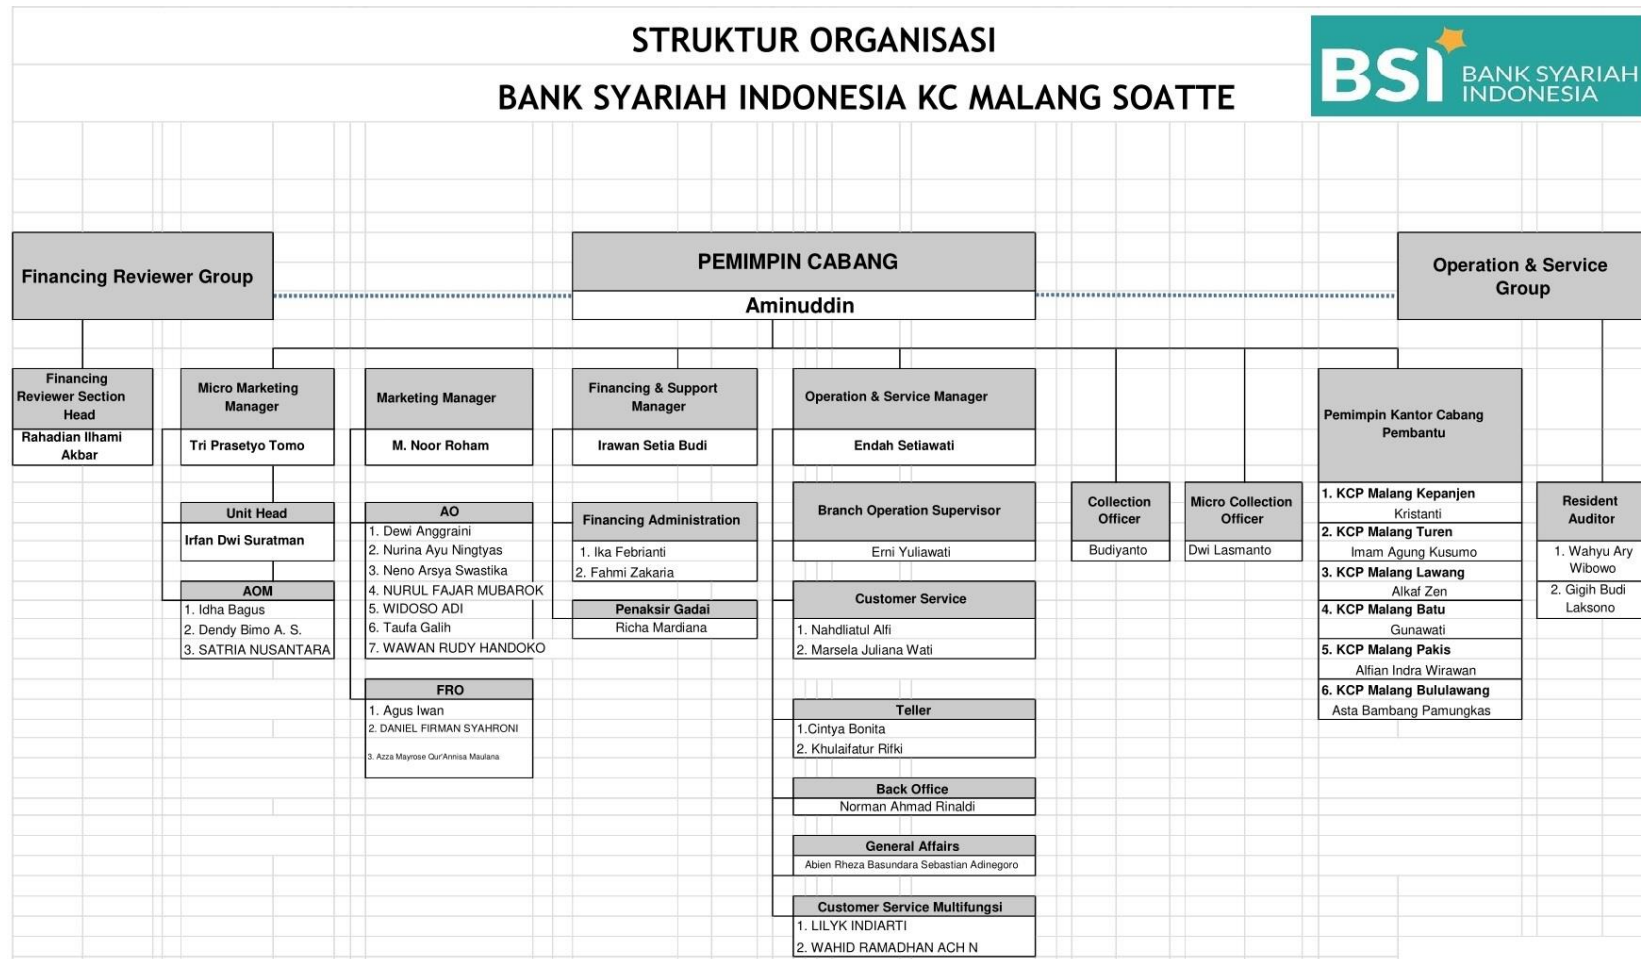 STRUKTUR ORGANISASI
BANK SYARIAH INDONESIA KC MALANG SOATTE
BSI BANK SYARIAH
INDONESIA
Financing Reviewer Group
PEMIMPIN CABANG
Aminuddin
Operation & Service
Group
Financing
Reviewer Section
Head
Rahadian Ilhami
Akbar
Micro Marketing
Manager
Tri Prasetyo Tomo
Unit Head
Irfan Dwi Suratman
AOM
1. Idha Bagus
2. Dendy Bimo A. S.
3. SATRIA NUSANTARA
Marketing Manager
M. Noor Roham
AO
1. Dewi Anggraini
2. Nurina Ayu Ningtyas
3. Neno Arsya Swastika
4. NURUL FAJAR MUBAROK
5. WIDOSO ADI
6. Taufa Galih
7. WAWAN RUDY HANDOKO
FRO
1. Agus Iwan
2. DANIEL FIRMAN SYAHRONI
3. Azza Mayrose Qur'Annisa Maulana
Financing & Support
Manager
Irawan Setia Budi
Financing Administration
1. Ika Febrianti
2. Fahmi Zakaria
Penaksir Gadai
Richa Mardiana
Operation & Service Manager
Endah Setiawati
Branch Operation Supervisor
Erni Yuliawati
Customer Service
1. Nahdliatul Alfi
2. Marsela Juliana Wati
Teller
1.Cintya Bonita
2. Khulaifatur Rifki
Back Office
Norman Ahmad Rinaldi
General Affairs
Abien Rheza Basundara Sebastian Adinegoro
Customer Service Multifungsi
1. LILYK INDIARTI
2. WAHID RAMADHAN ACH N
Collection
Officer
Budiyanto
Micro Collection
Officer
Dwi Lasmanto
Pemimpin Kantor Cabang
Pembantu
1. KCP Malang Kepanjen
Kristanti
2. KCP Malang Turen
Imam Agung Kusumo
3. KCP Malang Lawang
Alkaf Zen
4. KCP Malang Batu
Gunawati
5. KCP Malang Pakis
Alfian Indra Wirawan
6. KCP Malang Bululawang
Asta Bambang Pamungkas
Resident
Auditor
1. Wahyu Ary
Wibowo
2. Gigih Budi
Laksono